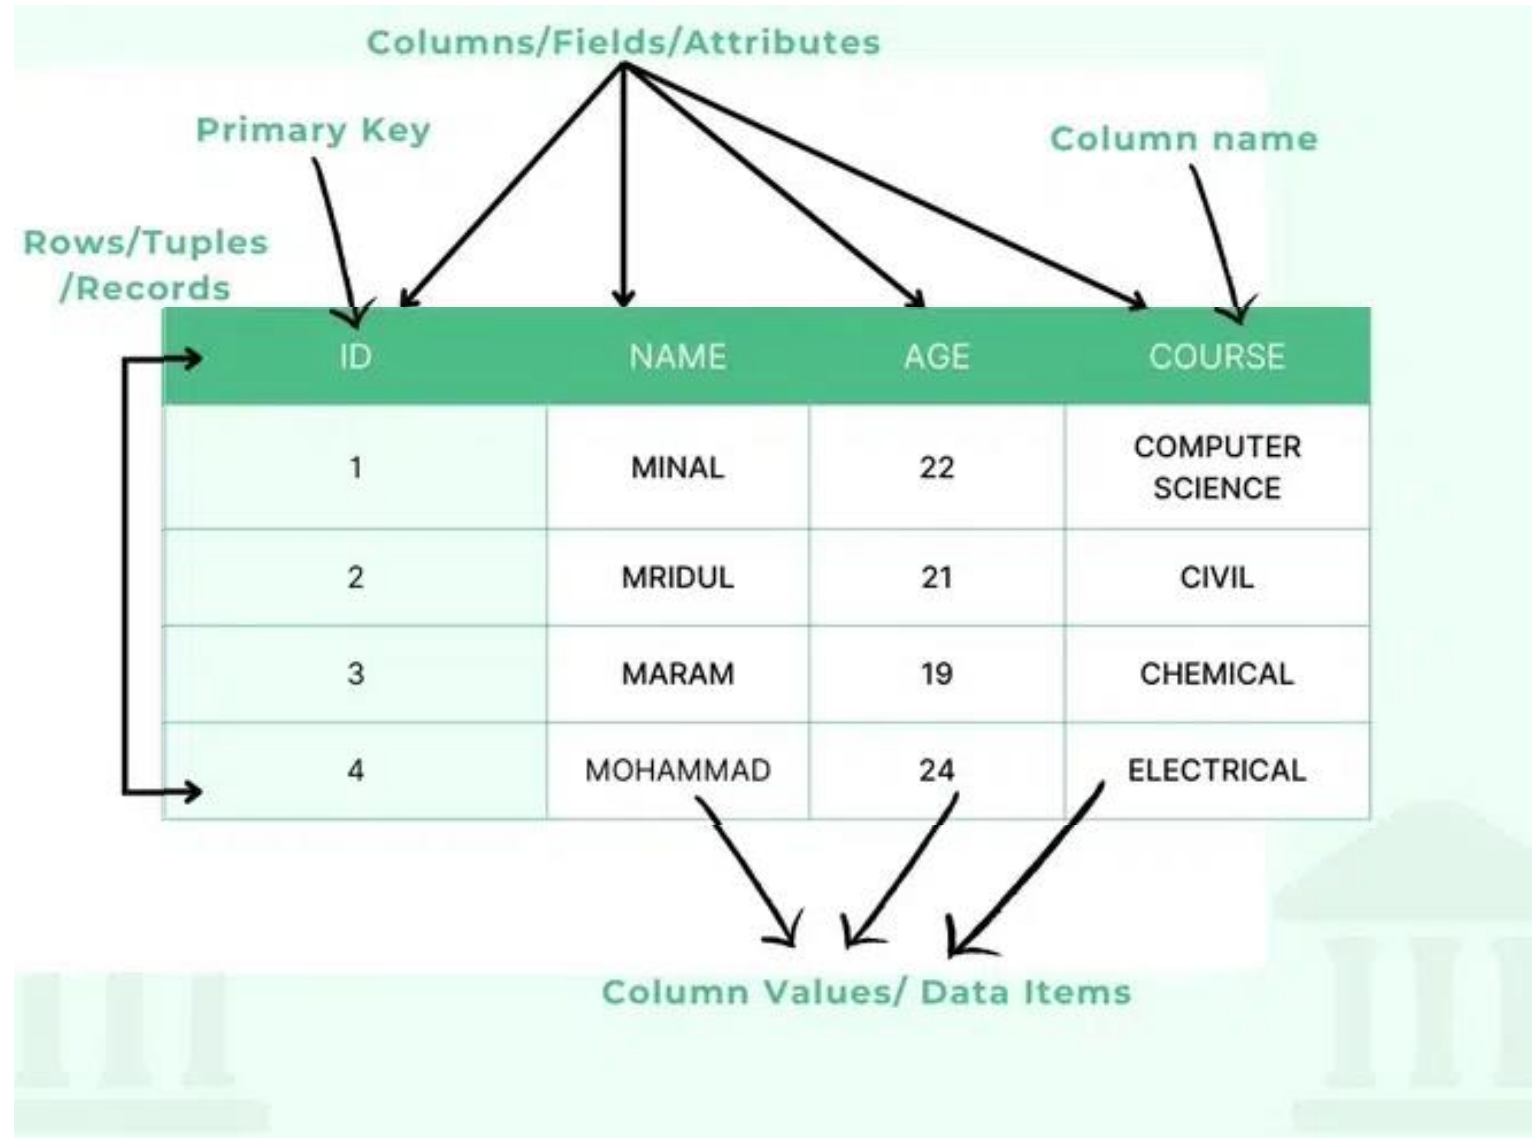 Columns/Fields/Attributes
Primary Key
Column name
Rows/Tuples
/Records
ID NAME AGE COURSE
1 MINAL 22 COMPUTER
SCIENCE
2 MRIDUL 21 CIVIL
3 MARAM 19 CHEMICAL
4 MOHAMMAD 24 ELECTRICAL
Column Values/ Data Items